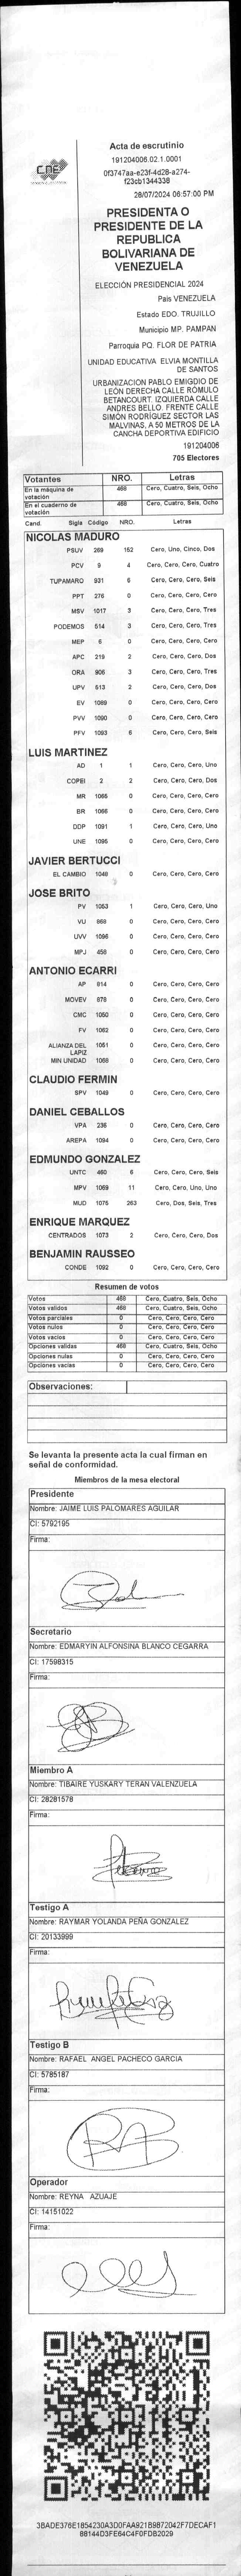 Acta de escrutinio
191204006.02.1.0001
0f3747aa-e23f-4d28-a274-
f23cb1344338
28/07/2024 06:57:00 PM
PRESIDENTA O
PRESIDENTE DE LA
REPUBLICA
BOLIVARIANA DE
VENEZUELA
CNE
ELECCIÓN PRESIDENCIAL 2024
Pais VENEZUELA
Estado EDO. TRUJILLO
Municipio MP. PAMPAN
Parroquia PQ. FLOR DE PATRIA
UNIDAD EDUCATIVA ELVIA MONTILLA
DE SANTOS
URBANIZACION PABLO EMIGDIO DE
LEÓN DERECHA CALLE RÓMULO
BETANCOURT. IZQUIERDA CALLE
ANDRES BELLO. FRENTE CALLE
SIMÓN RODRÍGUEZ SECTOR LAS
MALVINAS, A 50 METROS DE LA
CANCHA DEPORTIVA EDIFICIO
191204006
705 Electores
Votantes NRO. Letras
En la máquina de votación 468 Cero, Cuatro, Seis, Ocho
En el cuaderno de votación 468 Cero, Cuatro, Seis, Ocho
Cand. Sigla Código NRO. Letras
NICOLAS MADURO
PSUV 269 152 Cero, Uno, Cinco, Dos
PCV 9 4 Cero, Cero, Cero, Cuatro
TUPAMARO 931 6 Cero, Cero, Cero, Seis
PPT 276 0 Cero, Cero, Cero, Cero
MSV 1017 3 Cero, Cero, Cero, Tres
PODEMOS 514 3 Cero, Cero, Cero, Tres
MEP 6 0 Cero, Cero, Cero, Cero
APC 219 2 Cero, Cero, Cero, Dos
ORA 906 3 Cero, Cero, Cero, Tres
UPV 513 2 Cero, Cero, Cero, Dos
EV 1089 0 Cero, Cero, Cero, Cero
PVV 1090 0 Cero, Cero, Cero, Cero
PFV 1093 6 Cero, Cero, Cero, Seis
LUIS MARTINEZ
AD 1 1 Cero, Cero, Cero, Uno
COPEI 2 2 Cero, Cero, Cero, Dos
MR 1065 0 Cero, Cero, Cero, Cero
BR 1066 0 Cero, Cero, Cero, Cero
DDP 1091 1 Cero, Cero, Cero, Uno
UNE 1095 0 Cero, Cero, Cero, Cero
JAVIER BERTUCCI
EL CAMBIO 1048 0 Cero, Cero, Cero, Cero
JOSE BRITO
PV 1053 1 Cero, Cero, Cero, Uno
VU 868 0 Cero, Cero, Cero, Cero
UVV 1096 0 Cero, Cero, Cero, Cero
MPJ 458 0 Cero, Cero, Cero, Cero
ANTONIO ECARRI
AP 814 0 Cero, Cero, Cero, Cero
MOVEV 878 0 Cero, Cero, Cero, Cero
CMC 1050 0 Cero, Cero, Cero, Cero
FV 1062 0 Cero, Cero, Cero, Cero
ALIANZA DEL LAPIZ 1051 0 Cero, Cero, Cero, Cero
MIN UNIDAD 1068 0 Cero, Cero, Cero, Cero
CLAUDIO FERMIN
SPV 1049 0 Cero, Cero, Cero, Cero
DANIEL CEBALLOS
VPA 236 0 Cero, Cero, Cero, Cero
AREPA 1094 0 Cero, Cero, Cero, Cero
EDMUNDO GONZALEZ
UNTC 460 6 Cero, Cero, Cero, Seis
MPV 1069 11 Cero, Cero, Uno, Uno
MUD 1075 263 Cero, Dos, Seis, Tres
ENRIQUE MARQUEZ
CENTRADOS 1073 2 Cero, Cero, Cero, Dos
BENJAMIN RAUSSEO
CONDE 1092 0 Cero, Cero, Cero, Cero
Resumen de votos
Votos 468 Cero, Cuatro, Seis, Ocho
Votos validos 468 Cero, Cuatro, Seis, Ocho
Votos parciales 0 Cero, Cero, Cero, Cero
Votos nulos 0 Cero, Cero, Cero, Cero
Votos vacios 0 Cero, Cero, Cero, Cero
Opciones validas 468 Cero, Cuatro, Seis, Ocho
Opciones nulas 0 Cero, Cero, Cero, Cero
Opciones vacias 0 Cero, Cero, Cero, Cero
Observaciones:
Se levanta la presente acta la cual firman en
señal de conformidad.
Miembros de la mesa electoral
Presidente
Nombre: JAIME LUIS PALOMARES AGUILAR
CI: 5792195
Firma:
Secretario
Nombre: EDMARYIN ALFONSINA BLANCO CEGARRA
CI: 17598315
Firma:
Miembro A
Nombre: TIBAIRE YUSKARY TERAN VALENZUELA
CI: 28281578
Firma:
Testigo A
Nombre: RAYMAR YOLANDA PEÑA GONZALEZ
CI: 20133999
Firma:
Testigo B
Nombre: RAFAEL ANGEL PACHECO GARCIA
CI: 5785187
Firma:
Operador
Nombre: REYNA AZUAJE
CI: 14151022
Firma:
3BADE376E1854230A3D0FAA921B9872042F7DECAF1
88144D3FE64C4F0FDB2029